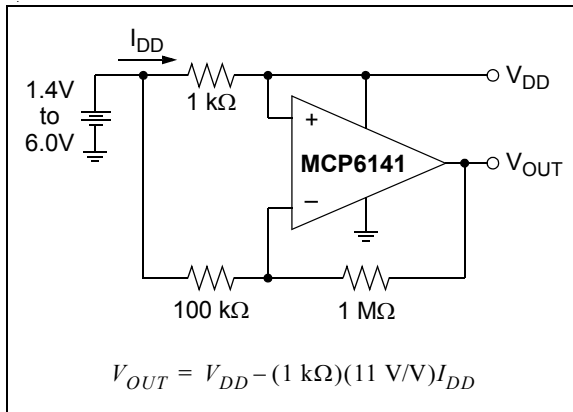 I_DD
1.4V
to
6.0V
1 kΩ
V_DD
+
MCP6141
V_OUT
–
100 kΩ
1 MΩ
V_OUT = V_DD – (1 kΩ)(11 V/V)I_DD